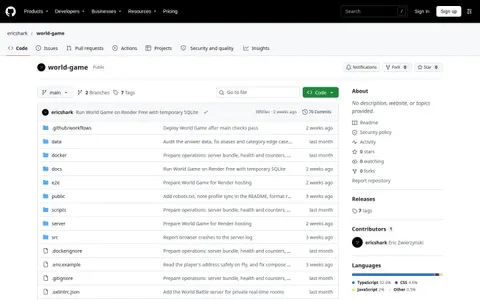 Products
Developers
Businesses
Resources
Pricing
Search
Sign in
Sign up
ericshark / world-game
Code
Issues
Pull requests
Actions
Projects
Security and quality
Insights
world-game Public
Notifications
Fork 0
Star 0
main
2 Branches
7 Tags
Go to file
Code
ericshark Run World Game on Render Free with temporary SQLite
2 weeks ago
76 Commits
.github/workflows Deploy World Game after main checks pass 2 weeks ago
data Audit the answer data, fix aliases and category-edge case... last month
docker Prepare operations: server bundle, health and counters, ... last month
docs Run World Game on Render Free with temporary SQLite 2 weeks ago
e2e Prepare World Game for Render hosting 2 weeks ago
public Add robots.txt, note profile sync in the README, format r... 3 weeks ago
scripts Prepare operations: server bundle, health and counters, ... last month
server Prepare World Game for Render hosting 2 weeks ago
src Report browser crashes to the server log 3 weeks ago
.dockerignore Prepare operations: server bundle, health and counters, ... last month
.env.example Read the player's address safely on Fly, and fix compose ... 3 weeks ago
.gitignore Prepare operations: server bundle, health and counters, ... last month
Add the World Battle server for private real-time rooms last month
About
No description, website, or topics provided.
Readme
Security policy
Activity
0 stars
0 watching
0 forks
Report repository
Releases
7 tags
Contributors 1
ericshark Eric Zwierzynski
Languages
TypeScript
CSS
JavaScript
Other